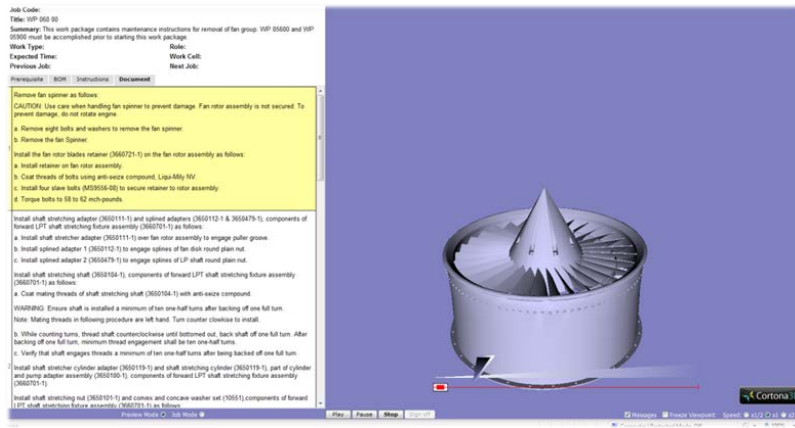 Job Code:
Title: WP 060 00
Summary: This work package contains maintenance instructions for removal of fan group. WP 05600 and WP
05900 must be accomplished prior to starting this work package
Work Type: Role:
Expected Time: Work Cell:
Previous Job: Next Job:
Prerequisite BOM Instructions Document
Remove fan spinner as follows:
CAUTION: Use care when handling fan spinner to prevent damage. Fan rotor assembly is not secured. To
prevent damage, do not rotate engine.
a. Remove eight bolts and washers to remove the fan spinner.
b. Remove the fan Spinner.
1
Install the fan rotor blades retainer (3660721-1) on the fan rotor assembly as follows:
a. Install retainer on fan rotor assembly.
b. Coat threads of bolts using anti-seize compound, Liqui-Mily NV.
c. Install four slave bolts (MS9556-08) to secure retainer to rotor assembly.
d. Torque bolts to 58 to 62 inch-pounds.
Install shaft stretching adapter (3650111-1) and splined adapters (3650112-1 & 3650479-1), components of
forward LPT shaft stretching fixture assembly (3660701-1) as follows:
a. Install shaft stretcher adapter (3650111-1) over fan rotor assembly to engage puller groove.
b. Install splined adapter 1 (3650112-1) to engage splines of fan disk round plain nut.
c. Install splined adapter 2 (3650479-1) to engage splines of LP shaft round plain nut.
Install shaft stretching shaft (3650104-1), components of forward LPT shaft stretching fixture assembly
(3660701-1) as follows:
a. Coat mating threads of shaft stretching shaft (3650104-1) with anti-seize compound.
WARNING: Ensure shaft is installed a minimum of ten one-half turns after backing off one full turn.
Note: Mating threads in following procedure are left hand. Turn counter clowkise to install.
b. While counting turns, thread shaft counterclockwise until bottomed out, back shaft off one full turn. After
backing off one full turn, minimum thread engagement shall be ten one-half turns.
c. Verify that shaft engages threads a minimum of ten one-half turns after being backed off one full turn.
2
Install shaft stretcher cylinder adapter (3650119-1) and shaft stretching cylinder (3650119-1), part of cylinder
and pump adapter assembly (3650100-1), components of forward LPT shaft stretching fixture assembly
(3660701-1).
Install shaft stretching nut (3650101-1) and convex and concave washer set (10551),components of forward
LPT shaft stretching fixture assembly (3660701-1) as follows:
Preview Mode Job Mode
Play Pause Stop Sign off
Messages Freeze Viewpoint Speed: x1/2 x1 x2
Cortona3D